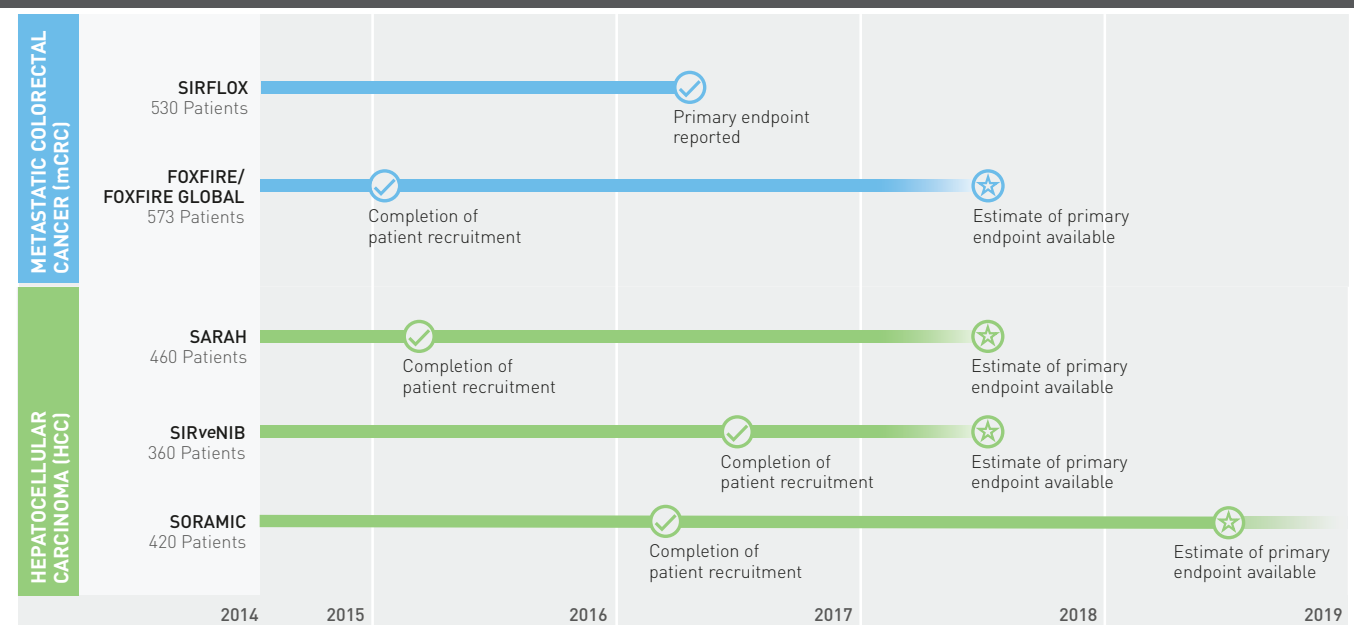 METASTATIC COLORECTAL
CANCER (mCRC)
SIRFLOX
530 Patients
Primary endpoint
reported
FOXFIRE/
FOXFIRE GLOBAL
573 Patients
Completion of
patient recruitment
Estimate of primary
endpoint available
HEPATOCELLULAR
CARCINOMA (HCC)
SARAH
460 Patients
Completion of
patient recruitment
Estimate of primary
endpoint available
SIRveNIB
360 Patients
Completion of
patient recruitment
Estimate of primary
endpoint available
SORAMIC
420 Patients
Completion of
patient recruitment
Estimate of primary
endpoint available
2014 2015 2016 2017 2018 2019